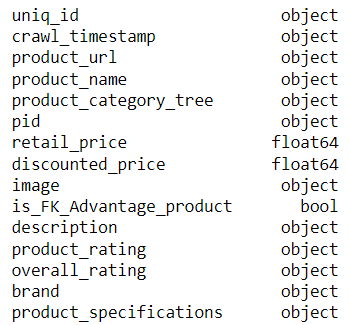 uniq_id object
crawl_timestamp object
product_url object
product_name object
product_category_tree object
pid object
retail_price float64
discounted_price float64
image object
is_FK_Advantage_product bool
description object
product_rating object
overall_rating object
brand object
product_specifications object